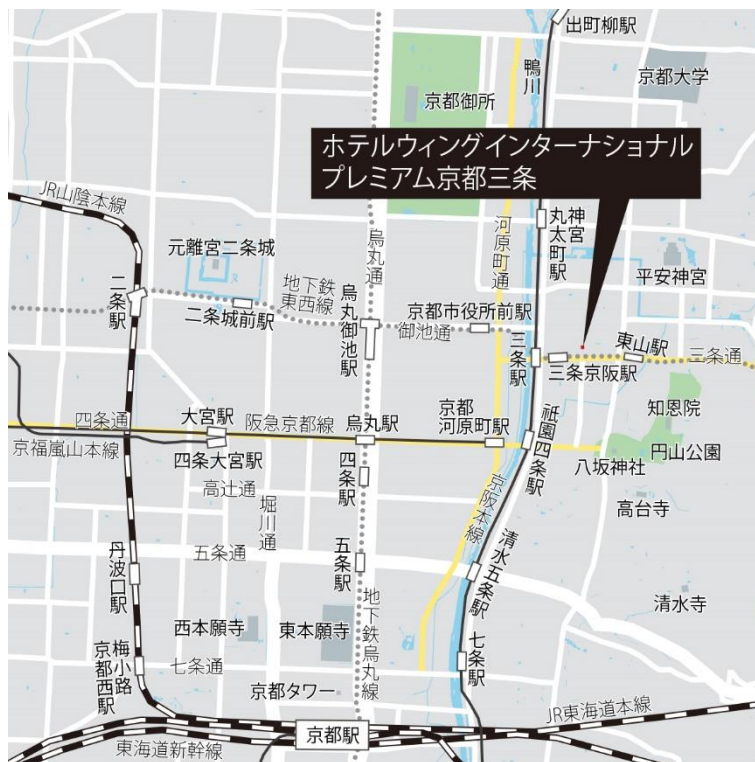 出町柳駅
鴨川
京都大学
京都御所
ホテルウィングインターナショナル
プレミアム京都三条
JR山陰本線
神宮
丸太町駅
烏丸通
河原町通
元離宮二条城
平安神宮
地下鉄
東西線
二条駅
二条城前駅
烏丸御池駅
京都市役所前駅
御池通
三条駅
東山駅
三条通
三条京阪駅
知恩院
四条通
大宮駅
阪急京都線
烏丸駅
京都
河原町駅
祇園四条駅
円山公園
京福嵐山本線
四条大宮駅
四条駅
八坂神社
高辻通
堀川通
京阪本線
高台寺
五条通
五条駅
清水五条駅
丹波口駅
地下鉄烏丸線
清水寺
西本願寺
東本願寺
梅小路
京都西駅
七条通
七条駅
京都タワー
京都駅
JR東海道本線
東海道新幹線